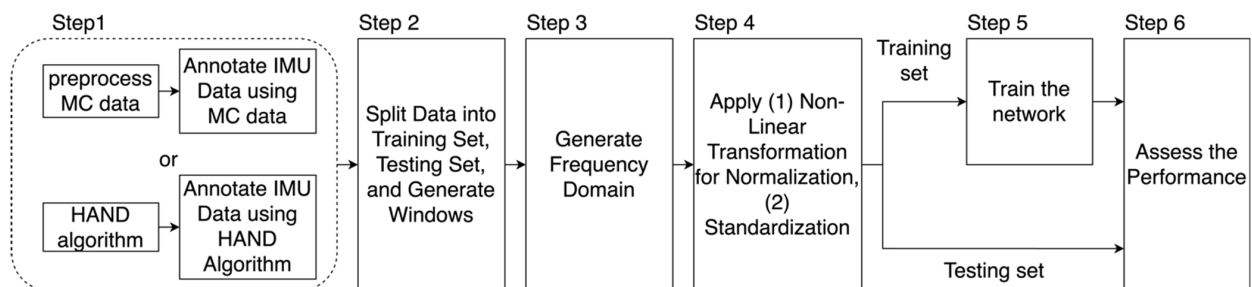 Step1
preprocess
MC data
Annotate IMU
Data using
MC data
or
HAND
algorithm
Annotate IMU
Data using
HAND
Algorithm
Step 2
Split Data into
Training Set,
Testing Set,
and Generate
Windows
Step 3
Generate
Frequency
Domain
Step 4
Apply (1) Non-
Linear
Transformation
for Normalization,
(2)
Standardization
Training
set
Testing set
Step 5
Train the
network
Step 6
Assess the
Performance